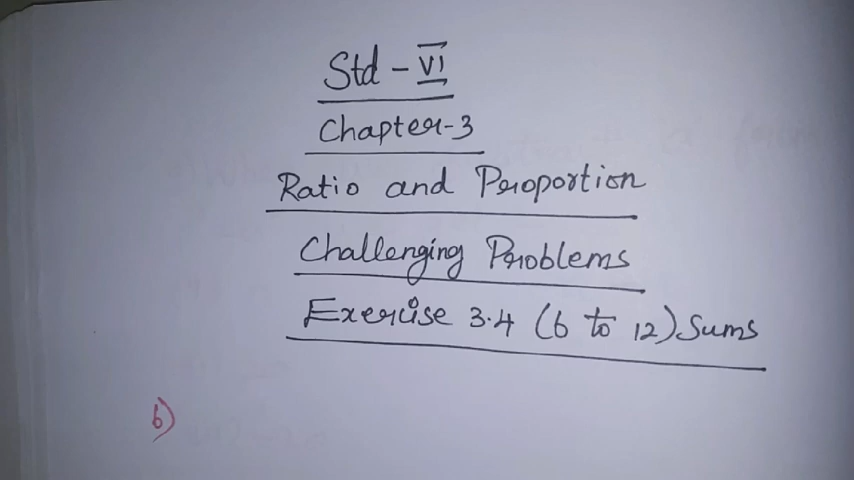 Std - VI
Chapter-3
Ratio and Proportion
Challenging Problems
Exercise 3.4 (6 to 12) Sums
6)